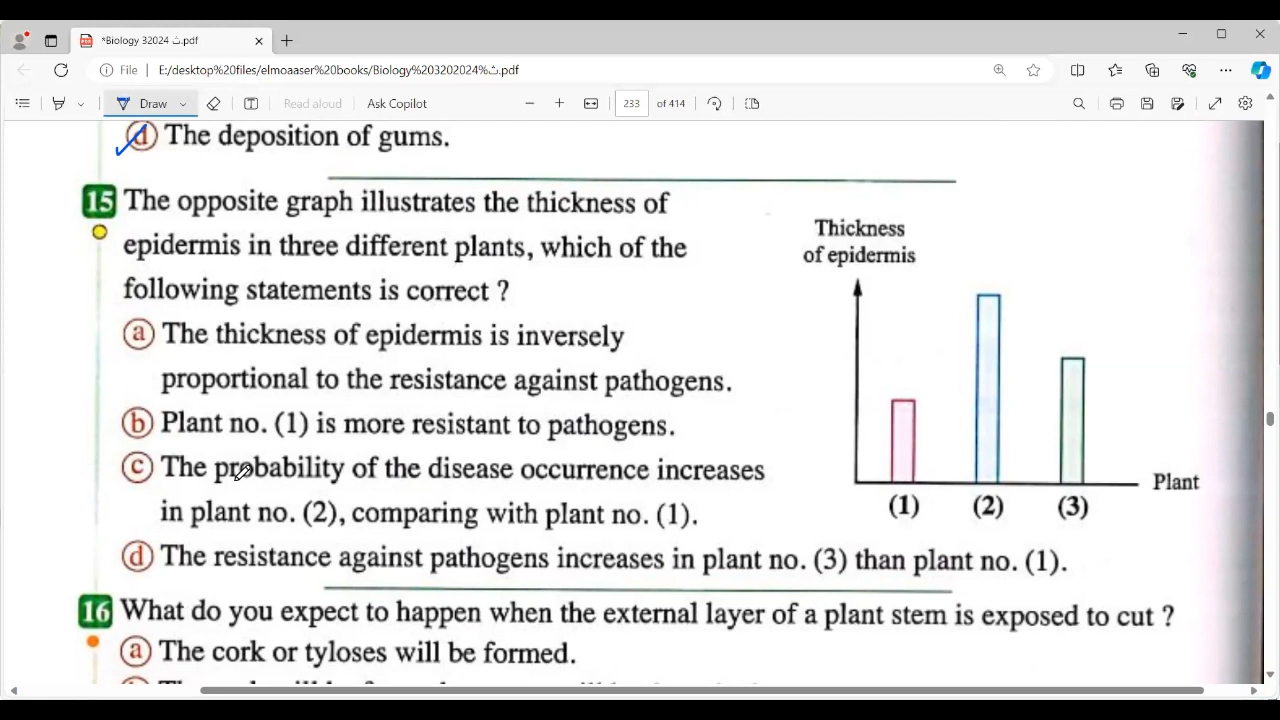 *Biology 32024 ث.pdf
File
E:/desktop%20files/elmoaaser%20books/Biology%203202024%ث.pdf
Draw
Read aloud
Ask Copilot
233
of 414
d The deposition of gums.
15 The opposite graph illustrates the thickness of
epidermis in three different plants, which of the
following statements is correct ?
a The thickness of epidermis is inversely
proportional to the resistance against pathogens.
b Plant no. (1) is more resistant to pathogens.
c The probability of the disease occurrence increases
in plant no. (2), comparing with plant no. (1).
d The resistance against pathogens increases in plant no. (3) than plant no. (1).
Thickness
of epidermis
Plant
(1) (2) (3)
16 What do you expect to happen when the external layer of a plant stem is exposed to cut ?
a The cork or tyloses will be formed.